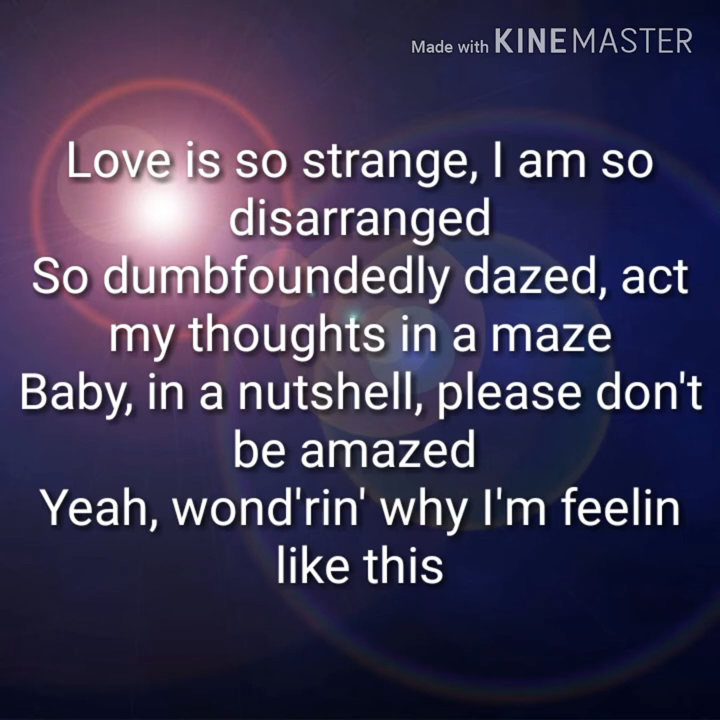 Made with KINEMASTER
Love is so strange, I am so
disarranged
So dumbfoundedly dazed, act
my thoughts in a maze
Baby, in a nutshell, please don't
be amazed
Yeah, wond'rin' why I'm feelin
like this